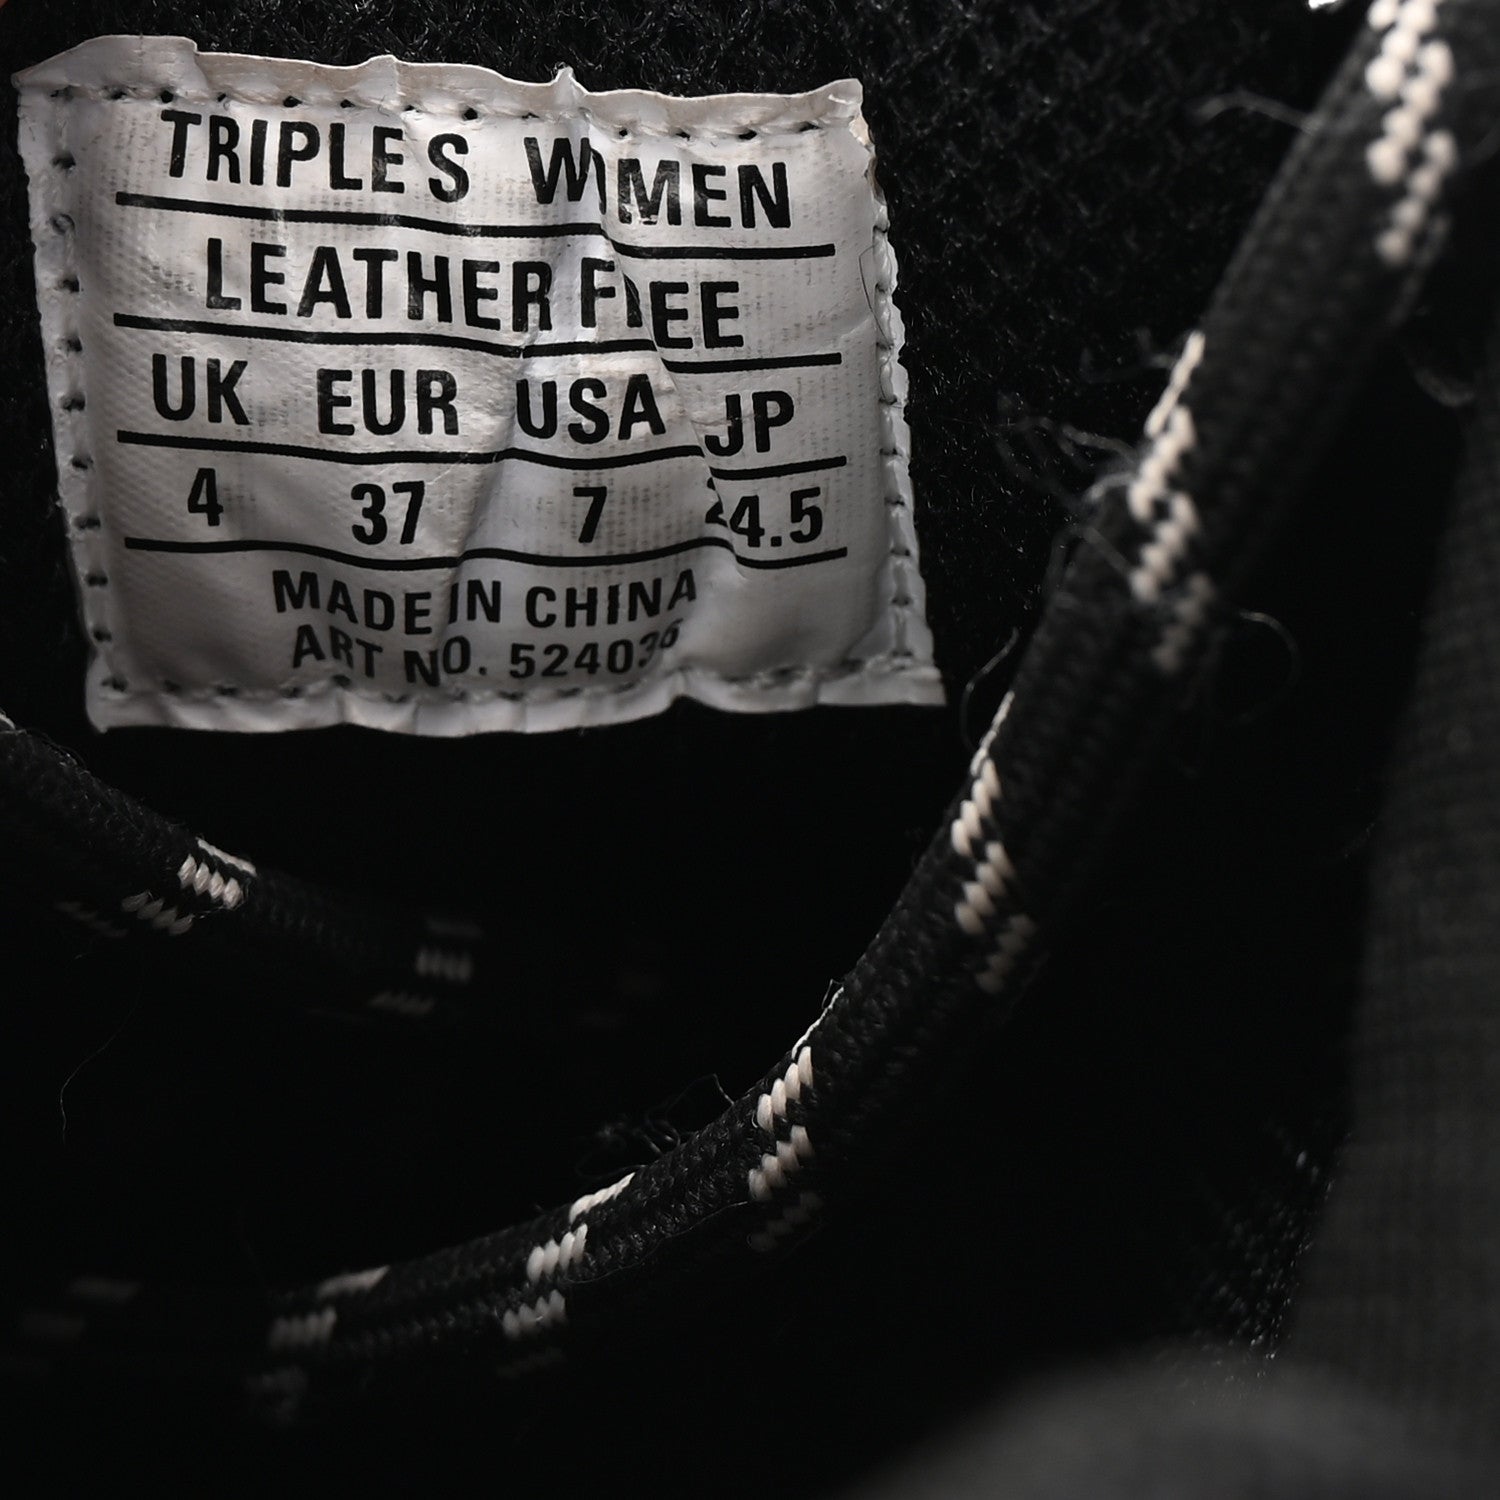 TRIPLE S WOMEN
LEATHER FREE
UK EUR USA JP
4 37 7 24.5
MADE IN CHINA
ART NO. 524036